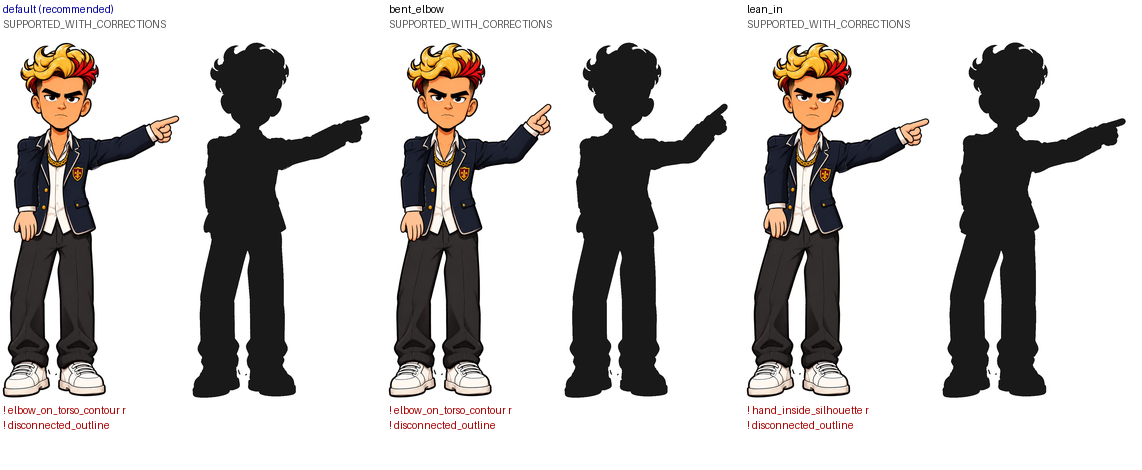 default (recommended)
SUPPORTED_WITH_CORRECTIONS
! elbow_on_torso_contour r
! disconnected_outline
bent_elbow
SUPPORTED_WITH_CORRECTIONS
! elbow_on_torso_contour r
! disconnected_outline
lean_in
SUPPORTED_WITH_CORRECTIONS
! hand_inside_silhouette r
! disconnected_outline